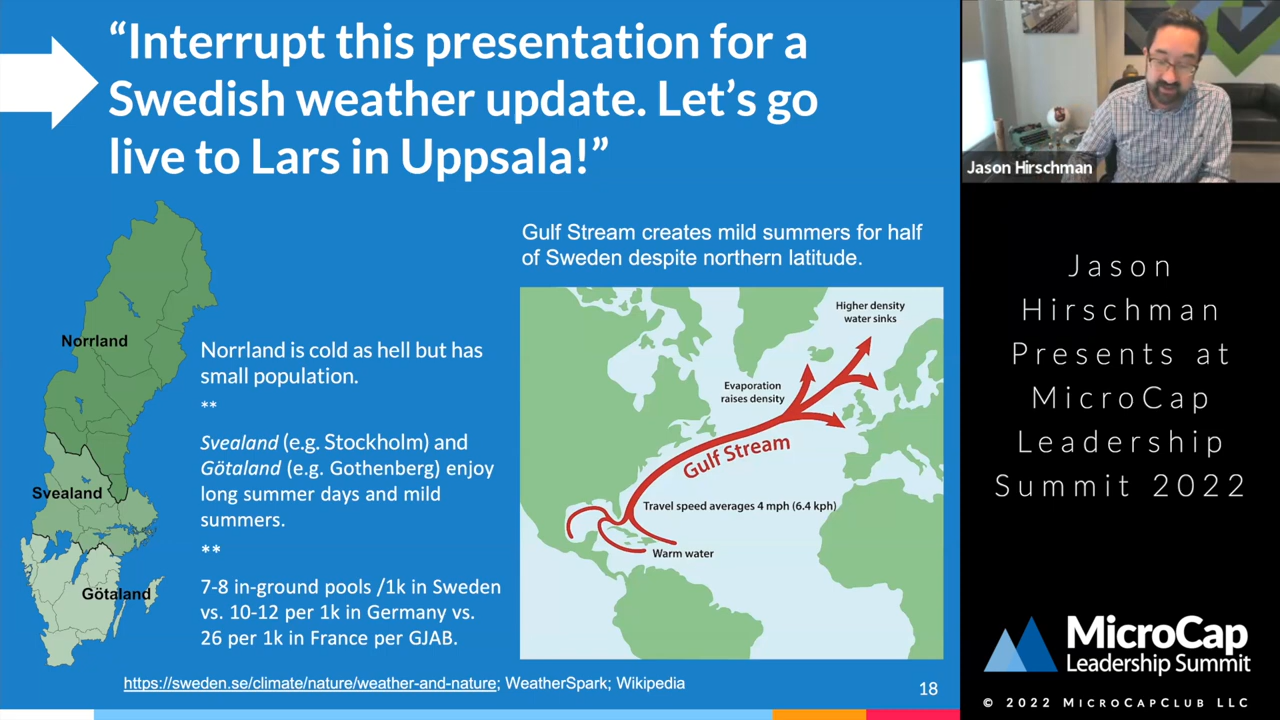 “Interrupt this presentation for a
Swedish weather update. Let’s go
live to Lars in Uppsala!”
Norrland
Svealand
Götaland
Norrland is cold as hell but has
small population.
**
Svealand (e.g. Stockholm) and
Götaland (e.g. Gothenberg) enjoy
long summer days and mild
summers.
**
7-8 in-ground pools /1k in Sweden
vs. 10-12 per 1k in Germany vs.
26 per 1k in France per GJAB.
Gulf Stream creates mild summers for half
of Sweden despite northern latitude.
Higher density
water sinks
Evaporation
raises density
Gulf Stream
Travel speed averages 4 mph (6.4 kph)
Warm water
https://sweden.se/climate/nature/weather-and-nature; WeatherSpark; Wikipedia
18
Jason Hirschman
Jason
Hirschman
Presents at
MicroCap
Leadership
Summit 2022
MicroCap
Leadership Summit
© 2022 MicroCapClub LLC